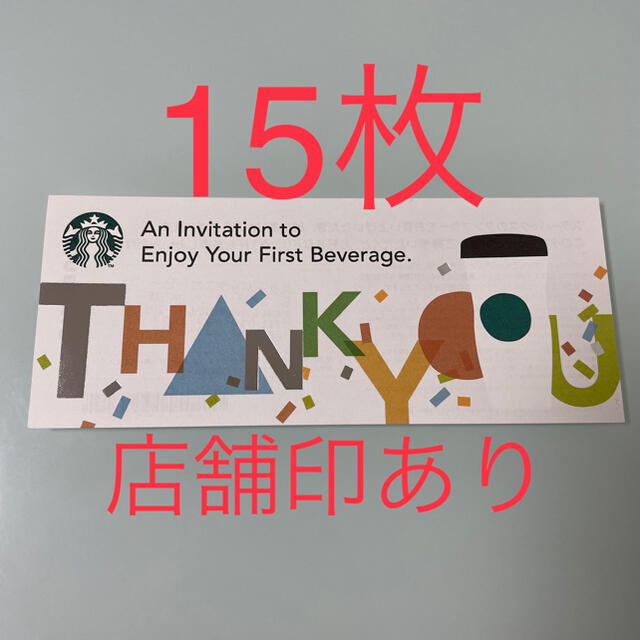 15枚
An Invitation to
Enjoy Your First Beverage.
THANK YOU
店舗印あり